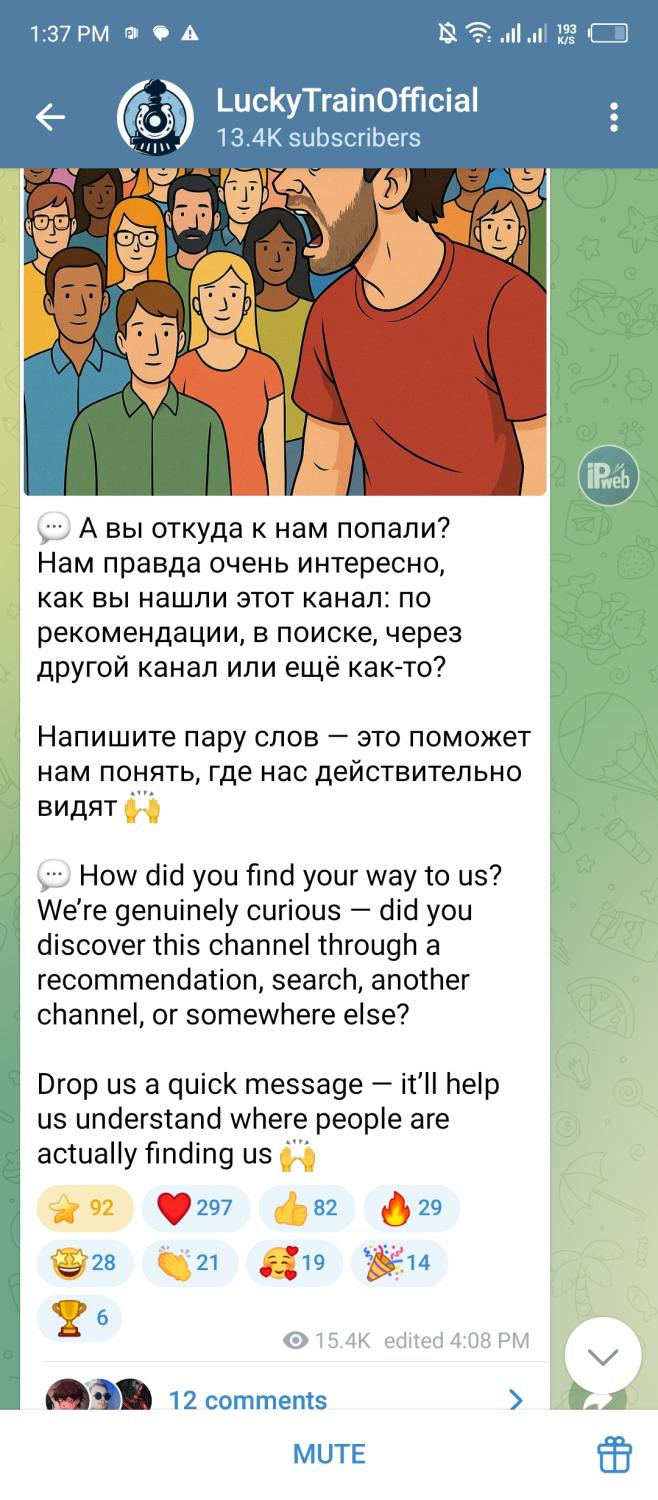 1:37 PM
193
K/S
LuckyTrainOfficial
13.4K subscribers
iPweb
💬 А вы откуда к нам попали?
Нам правда очень интересно,
как вы нашли этот канал: по
рекомендации, в поиске, через
другой канал или ещё как-то?
Напишите пару слов — это поможет
нам понять, где нас действительно
видят 🙌
💬 How did you find your way to us?
We’re genuinely curious — did you
discover this channel through a
recommendation, search, another
channel, or somewhere else?
Drop us a quick message — it’ll help
us understand where people are
actually finding us 🙌
⭐ 92 ❤️ 297 👍 82 🔥 29
🤩 28 👏 21 🥰 19 🎉 14
🏆 6
15.4K edited 4:08 PM
12 comments
MUTE